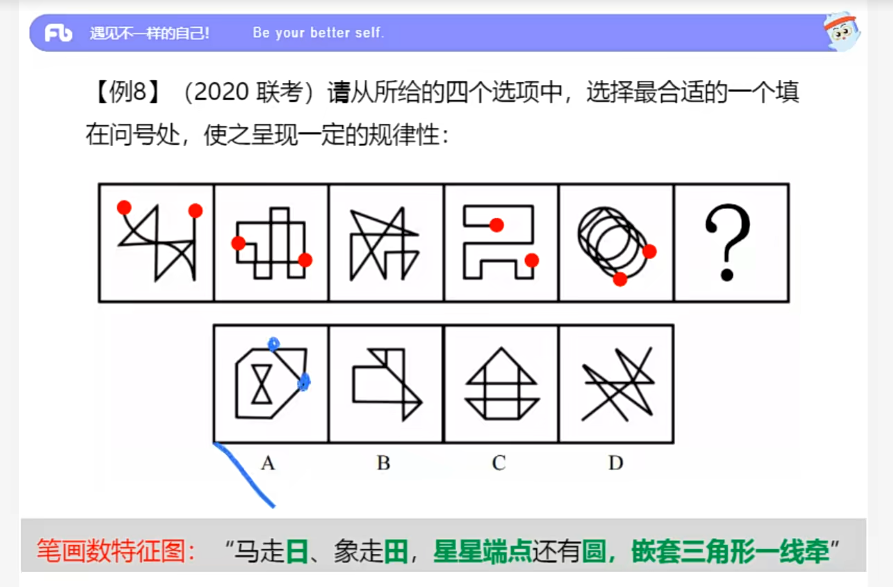 Fb 遇见不一样的自己! Be your better self.
【例8】（2020 联考）请从所给的四个选项中，选择最合适的一个填
在问号处，使之呈现一定的规律性：
?
A B C D
笔画数特征图：“马走日、象走田，星星端点还有圆，嵌套三角形一线牵”